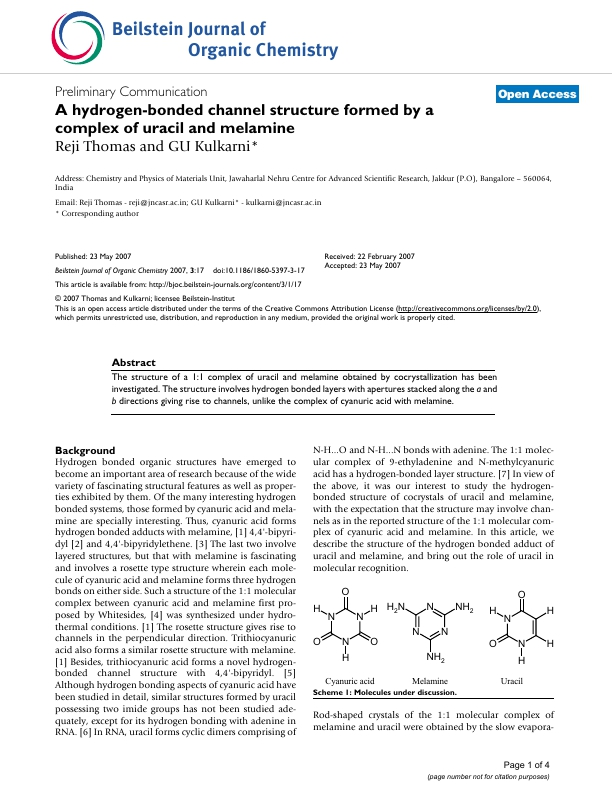 Beilstein Journal of
Organic Chemistry
Preliminary Communication
Open Access
A hydrogen-bonded channel structure formed by a
complex of uracil and melamine
Reji Thomas and GU Kulkarni*
Address: Chemistry and Physics of Materials Unit, Jawaharlal Nehru Centre for Advanced Scientific Research, Jakkur (P.O), Bangalore – 560064,
India
Email: Reji Thomas - reji@jncasr.ac.in; GU Kulkarni* - kulkarni@jncasr.ac.in
* Corresponding author
Published: 23 May 2007
Beilstein Journal of Organic Chemistry 2007, 3:17 doi:10.1186/1860-5397-3-17
Received: 22 February 2007
Accepted: 23 May 2007
This article is available from: http://bjoc.beilstein-journals.org/content/3/1/17
© 2007 Thomas and Kulkarni; licensee Beilstein-Institut
This is an open access article distributed under the terms of the Creative Commons Attribution License (http://creativecommons.org/licenses/by/2.0),
which permits unrestricted use, distribution, and reproduction in any medium, provided the original work is properly cited.
Abstract
The structure of a 1:1 complex of uracil and melamine obtained by cocrystallization has been
investigated. The structure involves hydrogen bonded layers with apertures stacked along the a and
b directions giving rise to channels, unlike the complex of cyanuric acid with melamine.
Background
Hydrogen bonded organic structures have emerged to
become an important area of research because of the wide
variety of fascinating structural features as well as proper-
ties exhibited by them. Of the many interesting hydrogen
bonded systems, those formed by cyanuric acid and mela-
mine are specially interesting. Thus, cyanuric acid forms
hydrogen bonded adducts with melamine, [1] 4,4'-bipyri-
dyl [2] and 4,4'-bipyridylethene. [3] The last two involve
layered structures, but that with melamine is fascinating
and involves a rosette type structure wherein each mole-
cule of cyanuric acid and melamine forms three hydrogen
bonds on either side. Such a structure of the 1:1 molecular
complex between cyanuric acid and melamine first pro-
posed by Whitesides, [4] was synthesized under hydro-
thermal conditions. [1] The rosette structure gives rise to
channels in the perpendicular direction. Trithiocyanuric
acid also forms a similar rosette structure with melamine.
[1] Besides, trithiocyanuric acid forms a novel hydrogen-
bonded channel structure with 4,4'-bipyridyl. [5]
Although hydrogen bonding aspects of cyanuric acid have
been studied in detail, similar structures formed by uracil
possessing two imide groups has not been studied ade-
quately, except for its hydrogen bonding with adenine in
RNA. [6] In RNA, uracil forms cyclic dimers comprising of
N-H...O and N-H...N bonds with adenine. The 1:1 molec-
ular complex of 9-ethyladenine and N-methylcyanuric
acid has a hydrogen-bonded layer structure. [7] In view of
the above, it was our interest to study the hydrogen-
bonded structure of cocrystals of uracil and melamine,
with the expectation that the structure may involve chan-
nels as in the reported structure of the 1:1 molecular com-
plex of cyanuric acid and melamine. In this article, we
describe the structure of the hydrogen bonded adduct of
uracil and melamine, and bring out the role of uracil in
molecular recognition.
O
H N N H
O N O
H
H2N N NH2
N N
NH2
O
H N H
O N H
H
Cyanuric acid Melamine Uracil
Scheme 1: Molecules under discussion.
Rod-shaped crystals of the 1:1 molecular complex of
melamine and uracil were obtained by the slow evapora-
Page 1 of 4
(page number not for citation purposes)